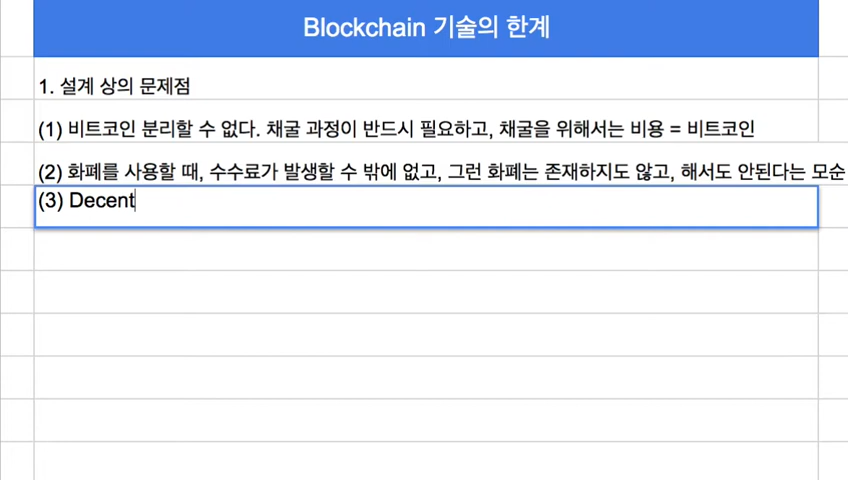 Blockchain 기술의 한계
1. 설계 상의 문제점
(1) 비트코인 분리할 수 없다. 채굴 과정이 반드시 필요하고, 채굴을 위해서는 비용 = 비트코인
(2) 화폐를 사용할 때, 수수료가 발생할 수 밖에 없고, 그런 화폐는 존재하지도 않고, 해서도 안된다는 모순
(3) Decent